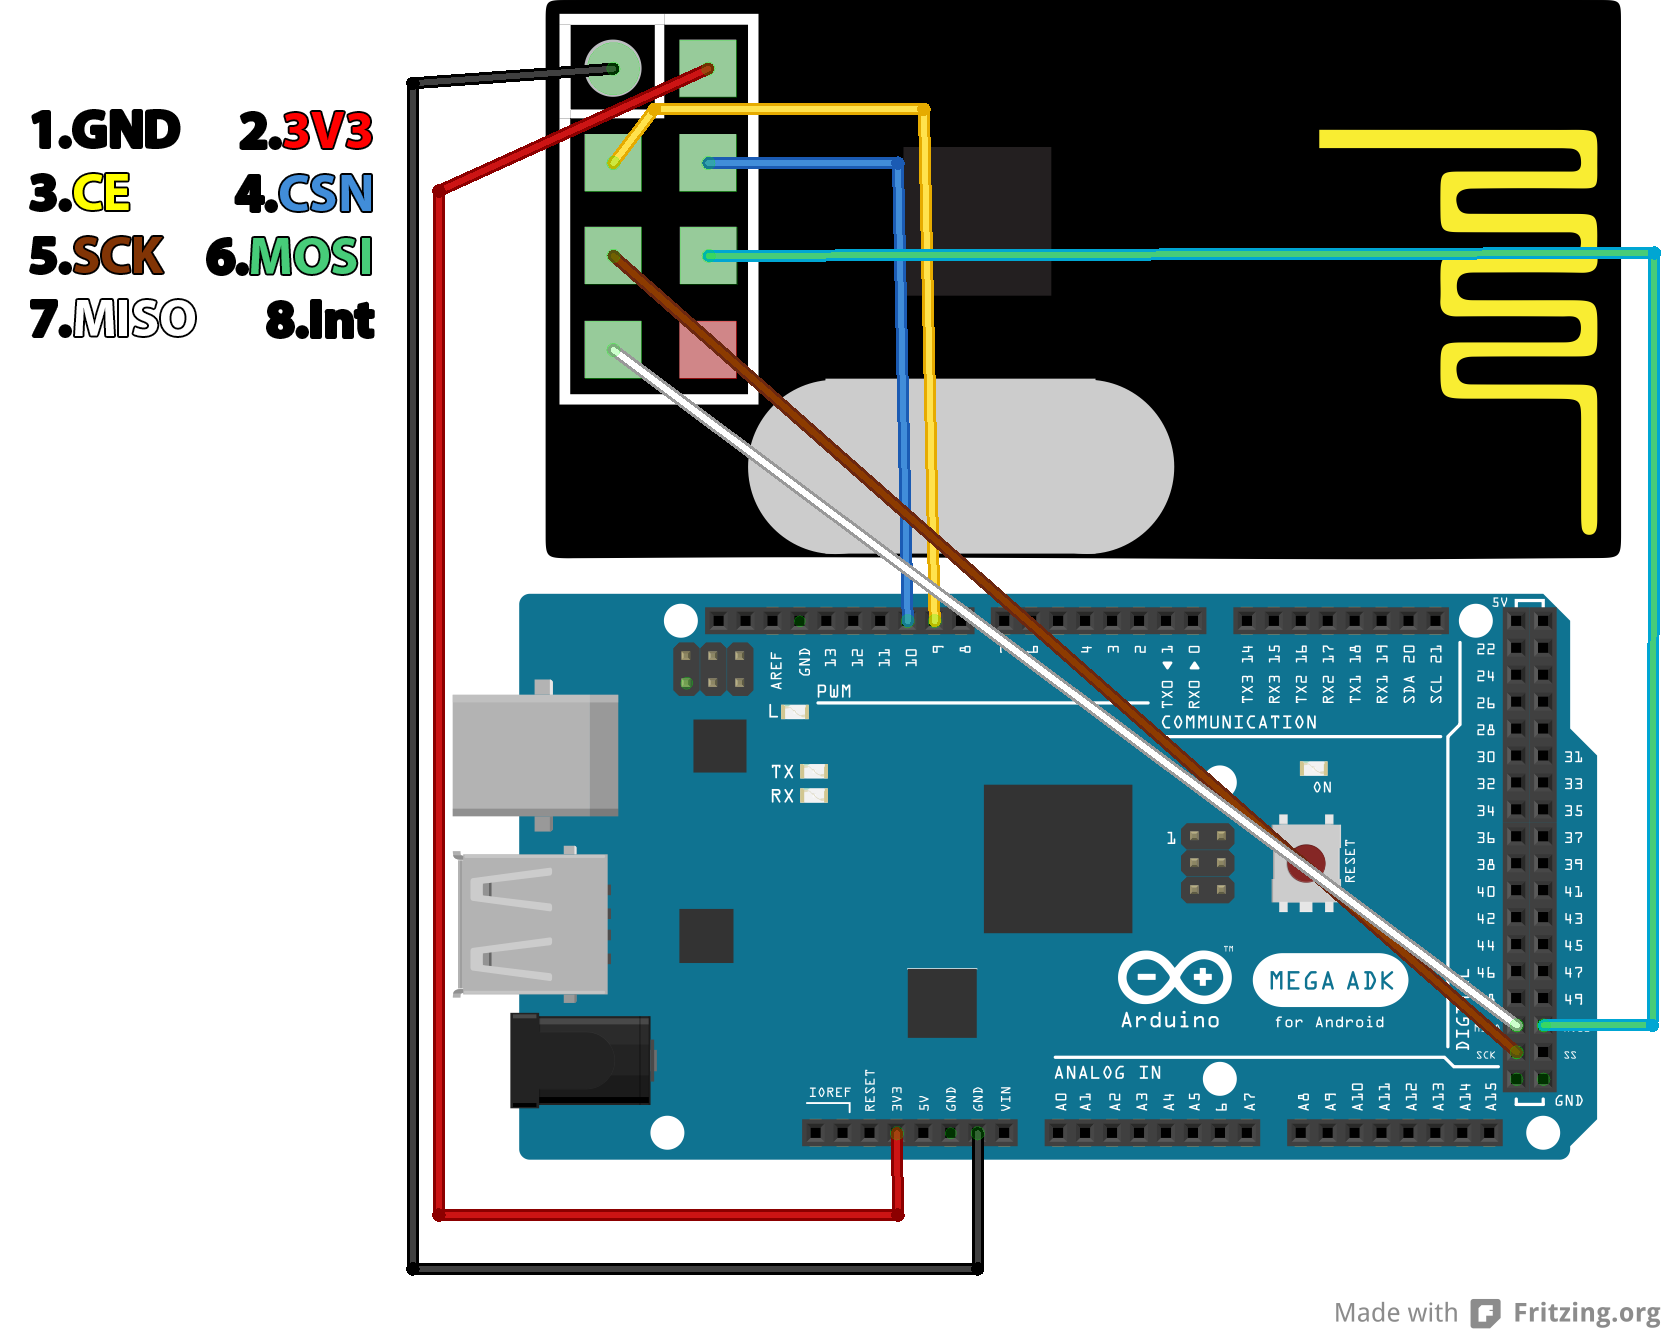 1.GND 2.3V3
3.CE 4.CSN
5.SCK 6.MOSI
7.MISO 8.Int
5V
AREF GND 13 12 11 10 9 8 4 3 2 TX0 1 RX0 0
TX3 14 RX3 15 TX2 16 RX2 17 TX1 18 RX1 19 SDA 20 SCL 21
PWM
L
COMMUNICATION
TX
RX
ON
1
RESET
22
24
26
28
30 31
32 33
34 35
36 37
38 39
40 41
42 43
44 45
46 47
49
SCK SS
GND
TM
Arduino
MEGA ADK
for Android
ANALOG IN
IOREF RESET 3V3 5V GND GND VIN
A0 A1 A2 A3 A4 A5 6 A7
A8 A9 A10 A11 A12 A13 A14 A15
Made with Fritzing.org